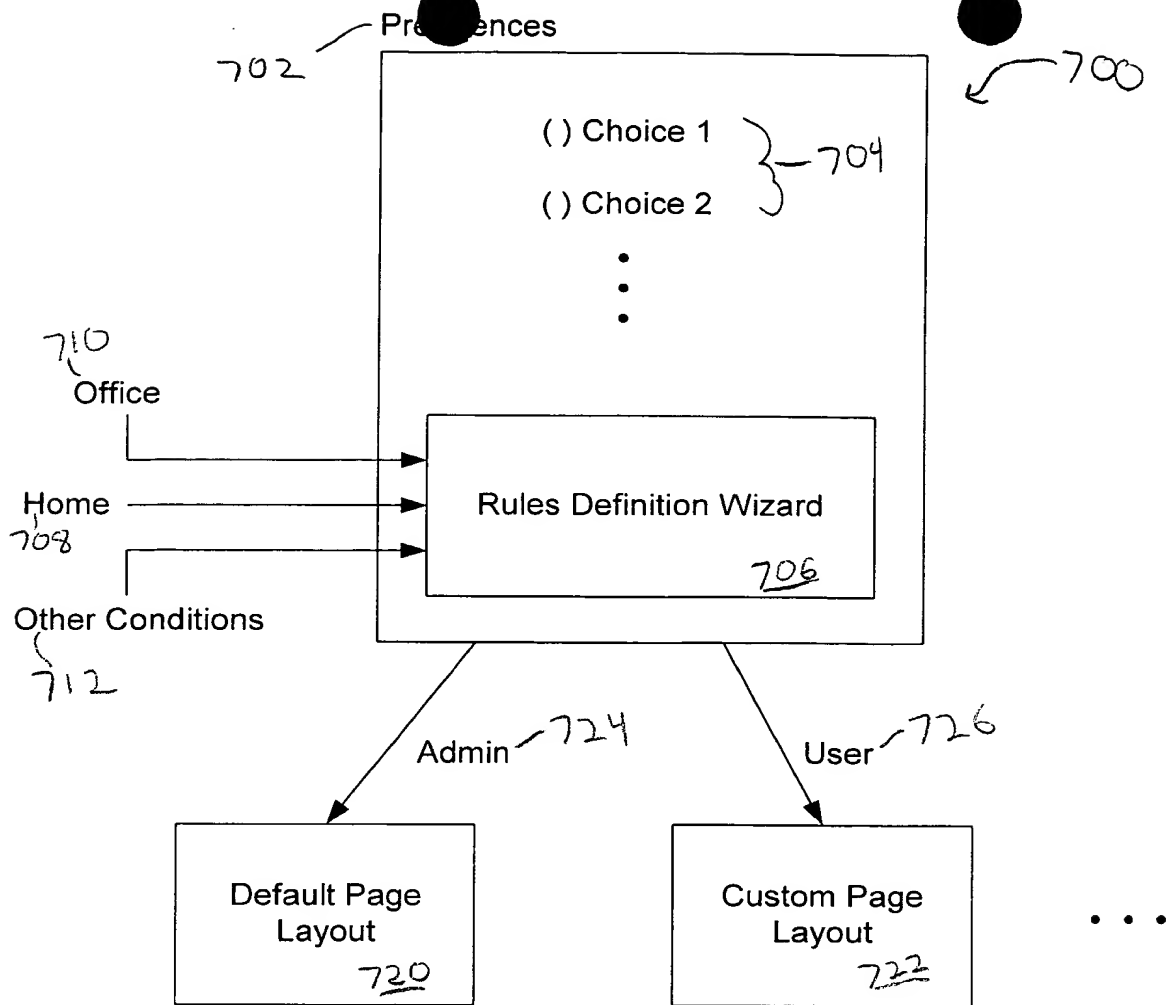 702
700
( ) Choice 1
704
( ) Choice 2
710
Office
Home
708
Rules Definition Wizard
706
Other Conditions
712
Admin
724
User
726
Default Page
Layout
720
Custom Page
Layout
722